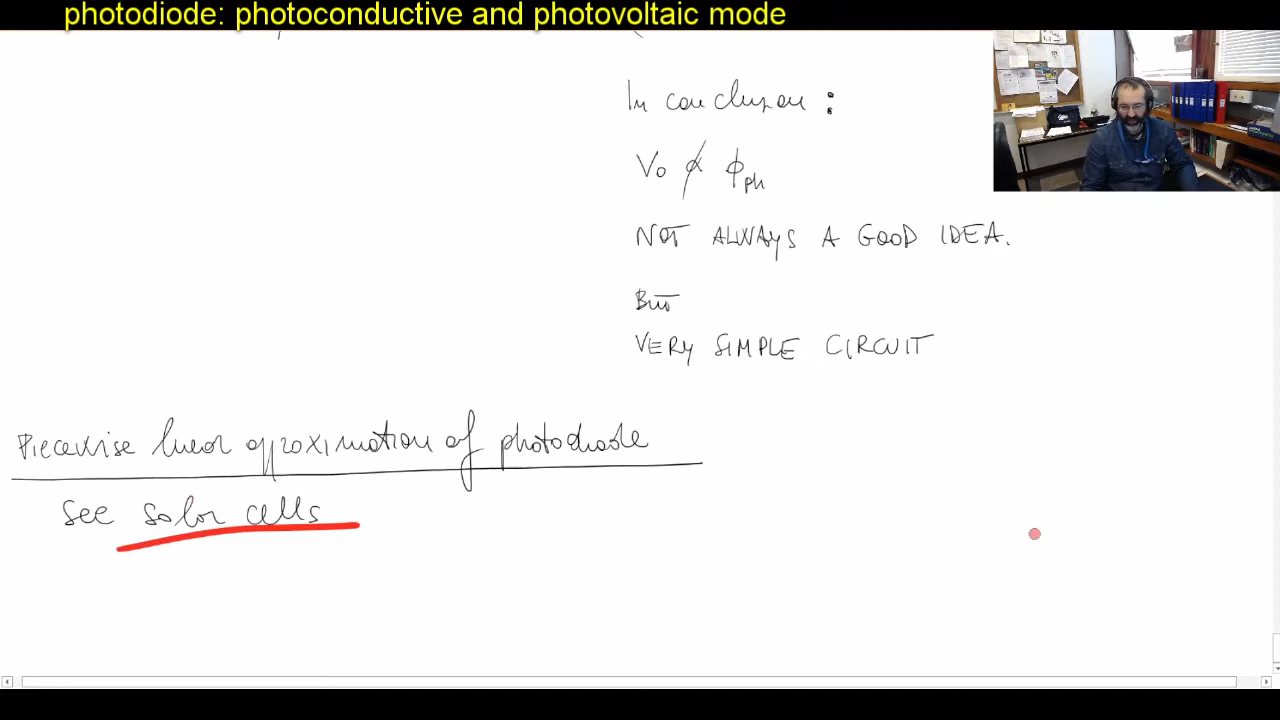 photodiode: photoconductive and photovoltaic mode
In conclusion :
Vo ∝̸ ϕph
NOT ALWAYS A GOOD IDEA.
BUT
VERY SIMPLE CIRCUIT
Piecewise linear approximation of photodiode
See solar cells